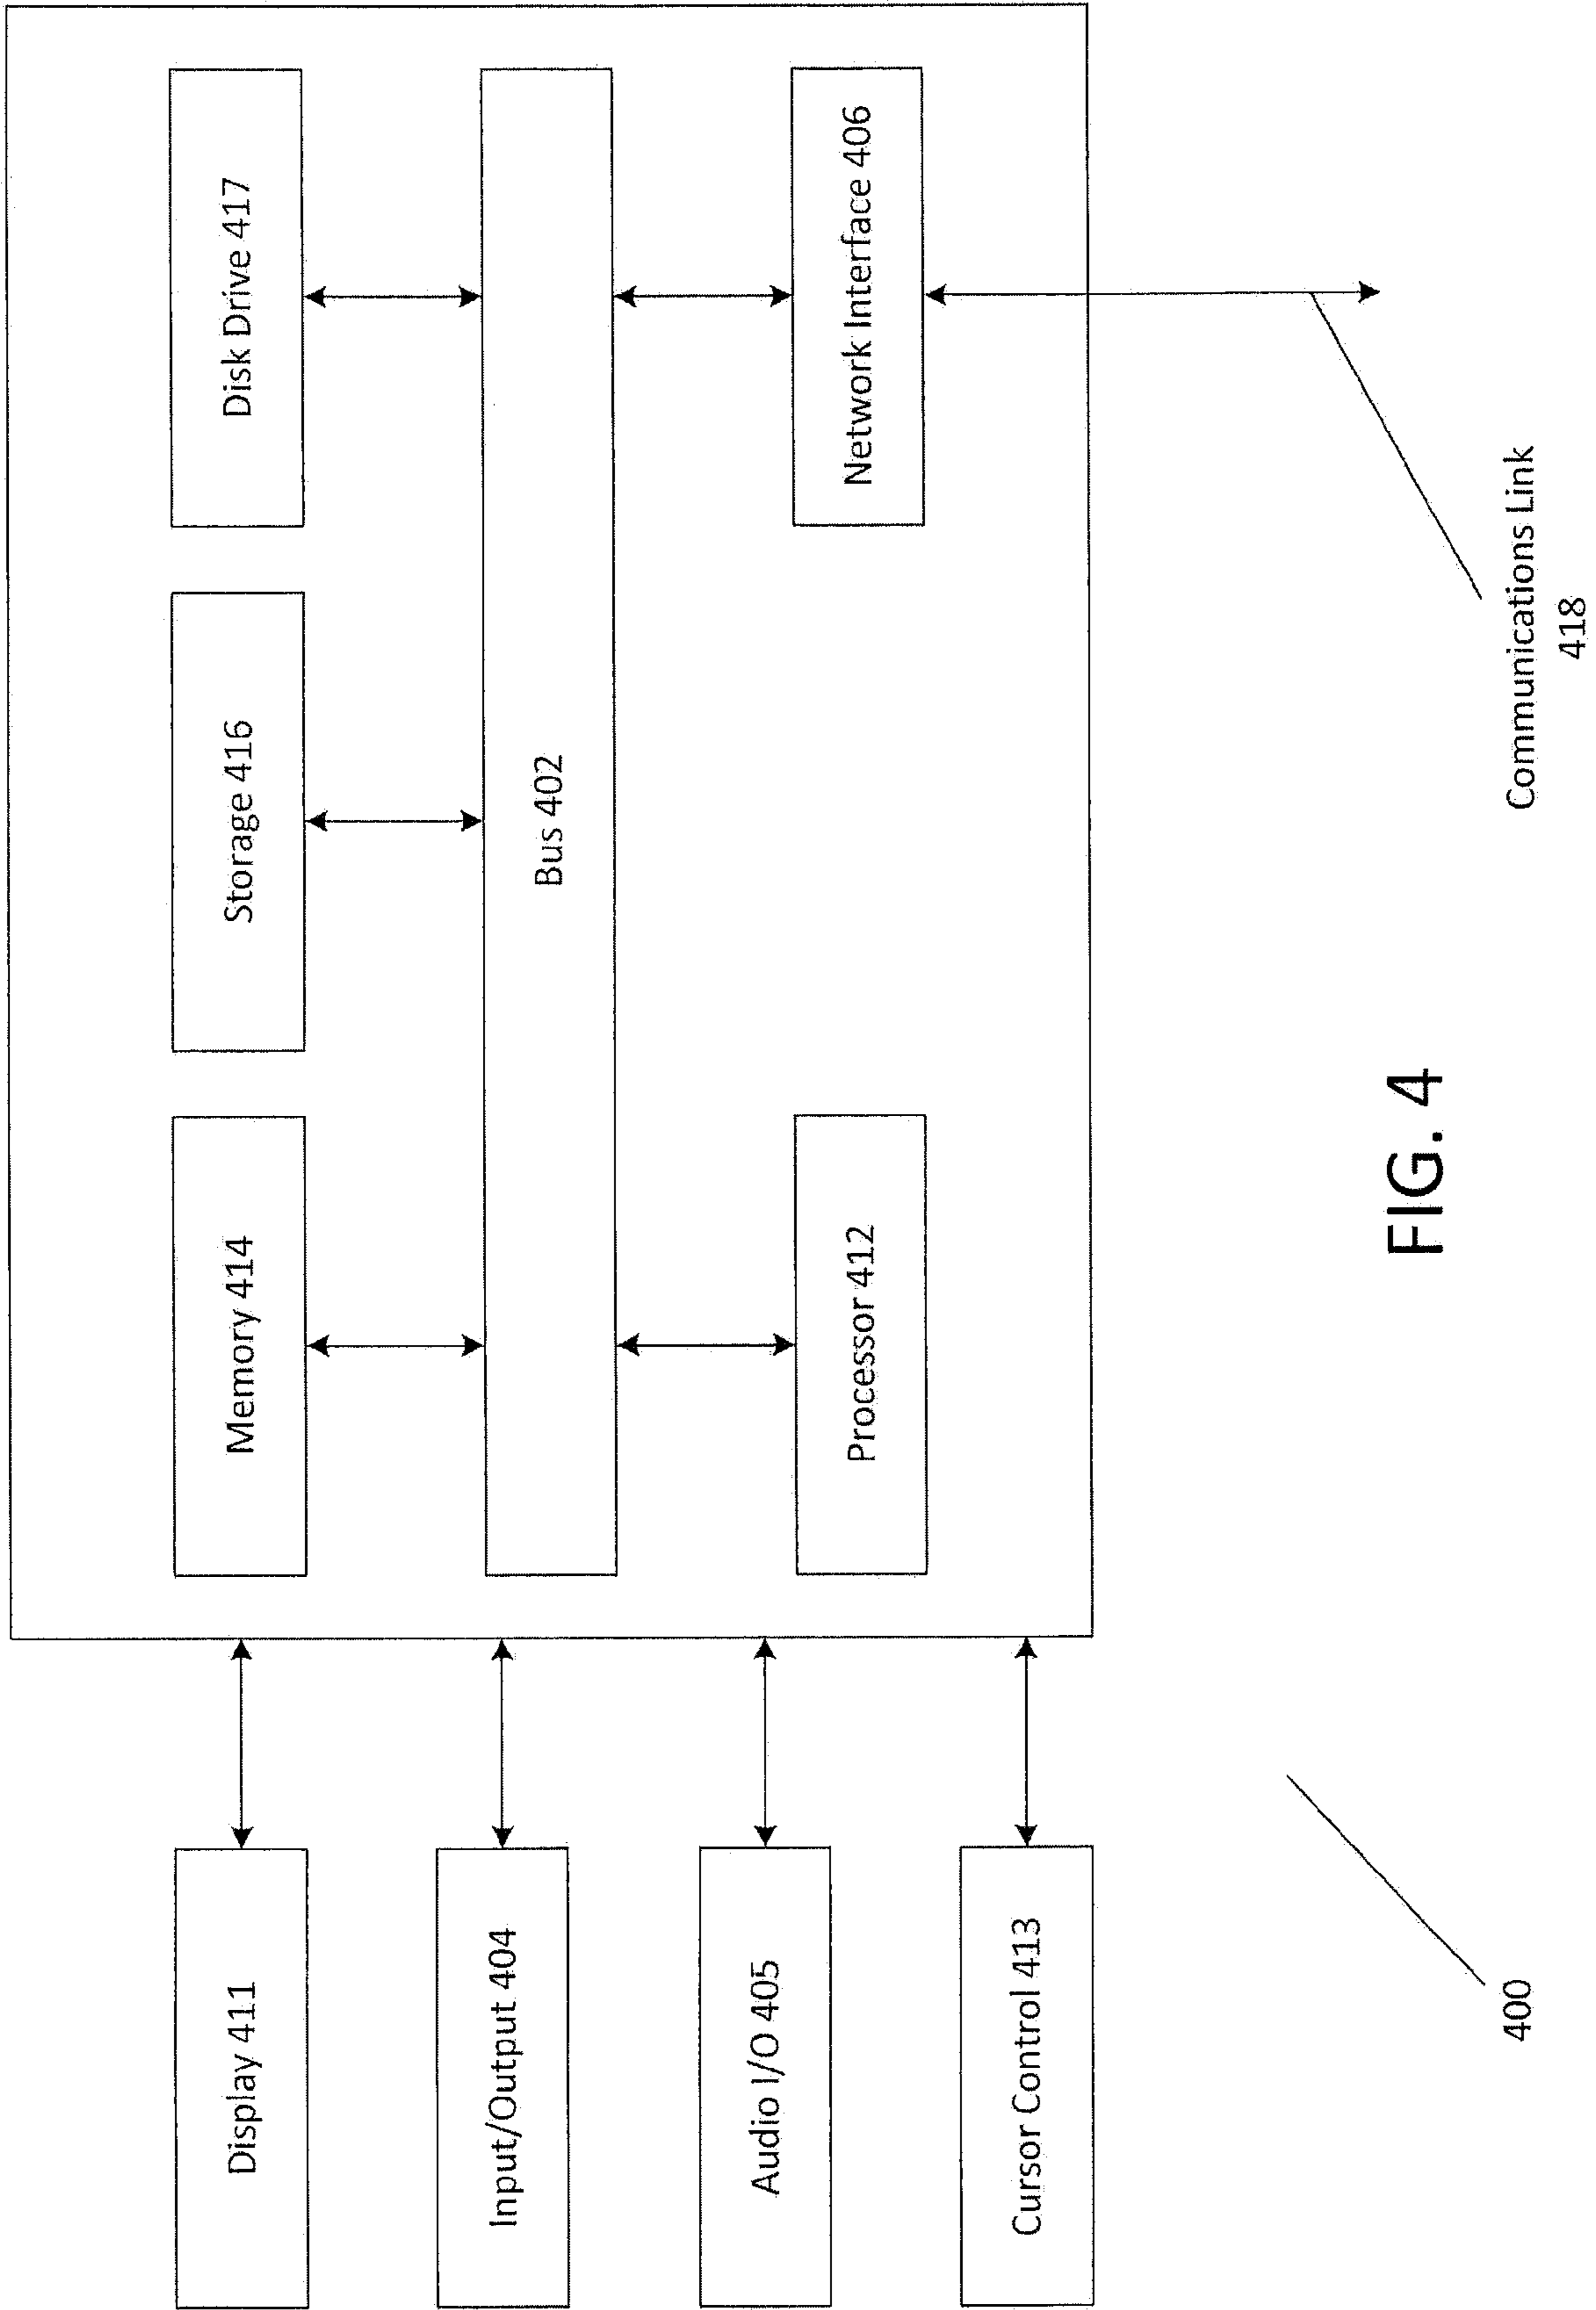 Display 411
Memory 414
Storage 416
Disk Drive 417
Input/Output 404
Bus 402
Audio I/O 405
Processor 412
Network Interface 406
Cursor Control 413
FIG. 4
Communications Link
418
400